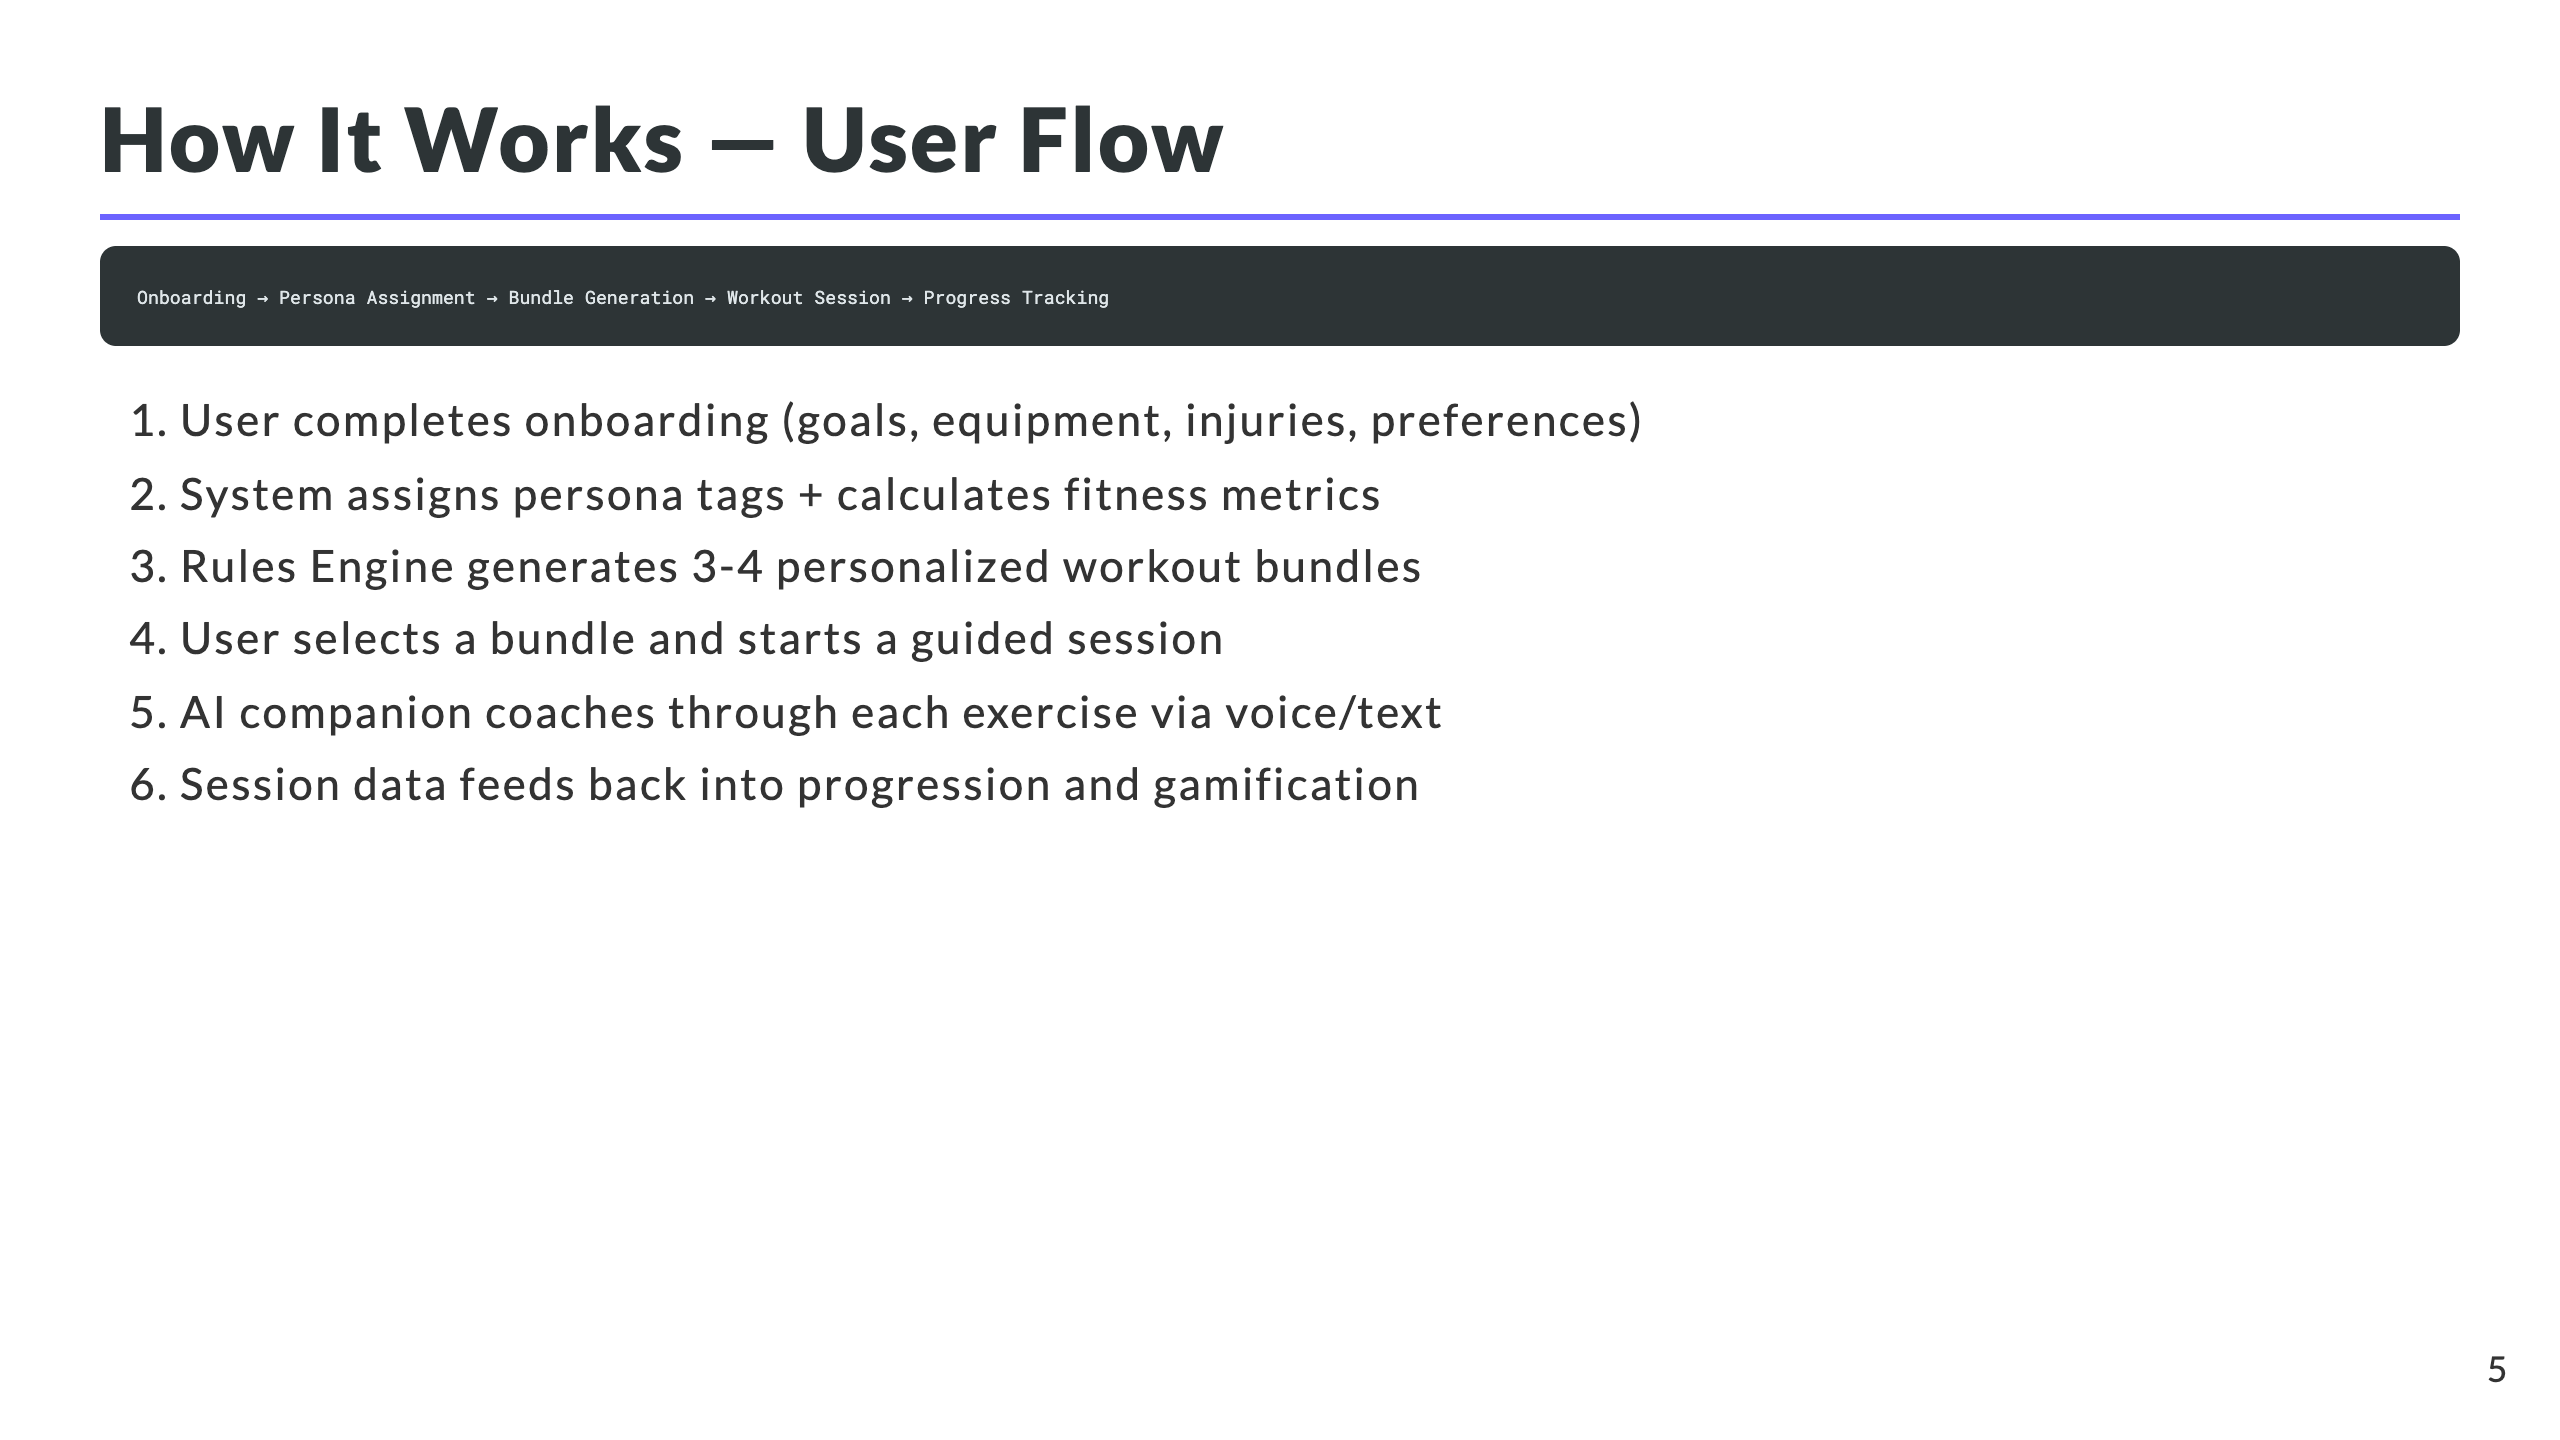 How It Works — User Flow
Onboarding → Persona Assignment → Bundle Generation → Workout Session → Progress Tracking
1. User completes onboarding (goals, equipment, injuries, preferences)
2. System assigns persona tags + calculates fitness metrics
3. Rules Engine generates 3-4 personalized workout bundles
4. User selects a bundle and starts a guided session
5. AI companion coaches through each exercise via voice/text
6. Session data feeds back into progression and gamification
5